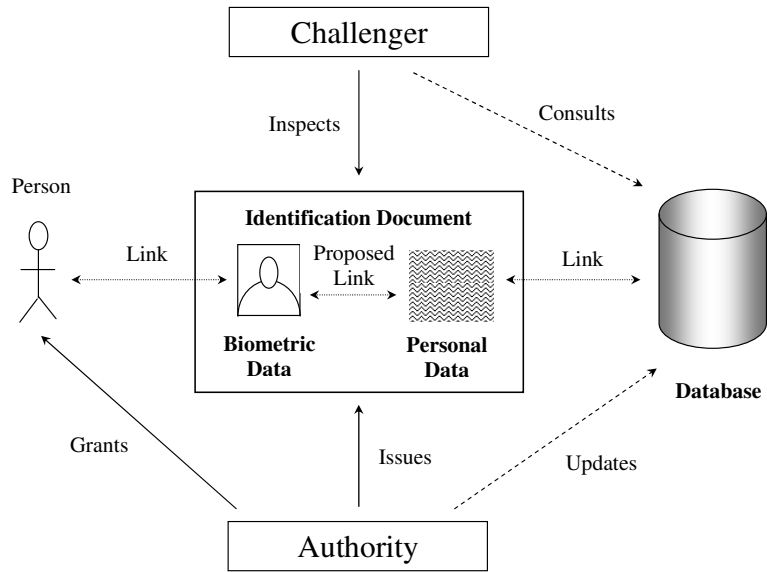 Challenger
Inspects
Consults
Person
Identification Document
Link
Proposed
Link
Link
Biometric
Data
Personal
Data
Database
Grants
Issues
Updates
Authority